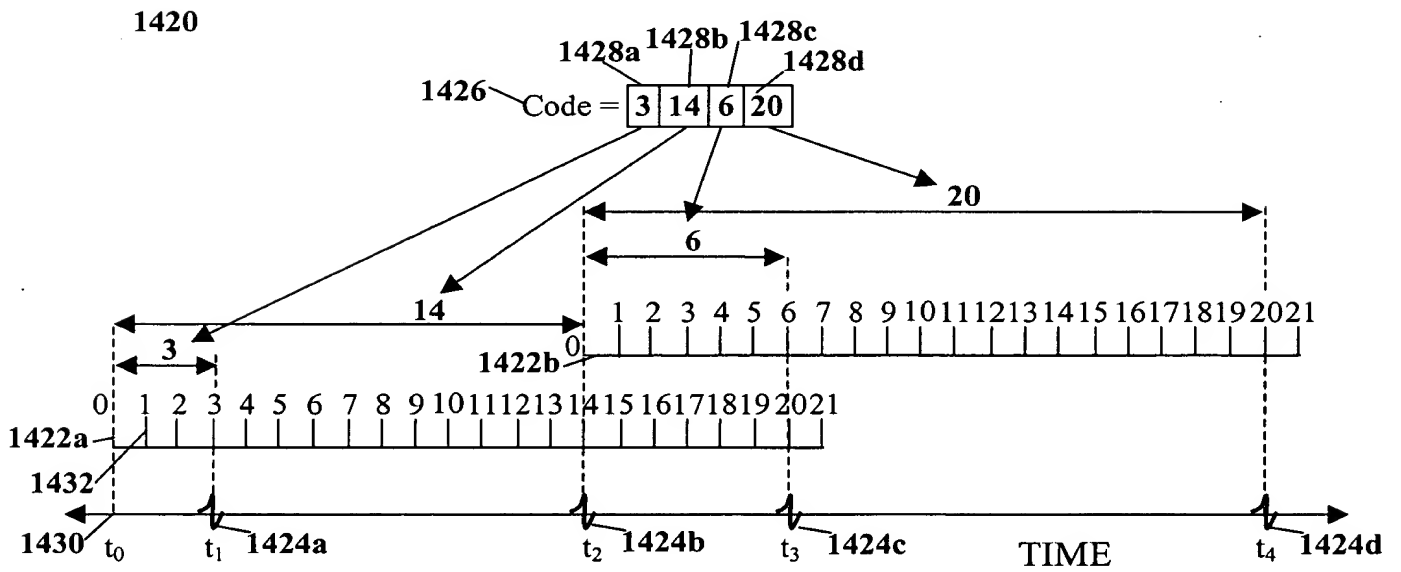 1420
1428a 1428b 1428c
1428d
1426 Code = 3 14 6 20
20
6
14
1 2 3 4 5 6 7 8 9 10 11 12 13 14 15 16 17 18 19 20 21
0
1422b
3
0 1 2 3 4 5 6 7 8 9 10 11 12 13 14 15 16 17 18 19 20 21
1422a
1432
1430 t0 t1 1424a t2 1424b t3 1424c TIME t4 1424d